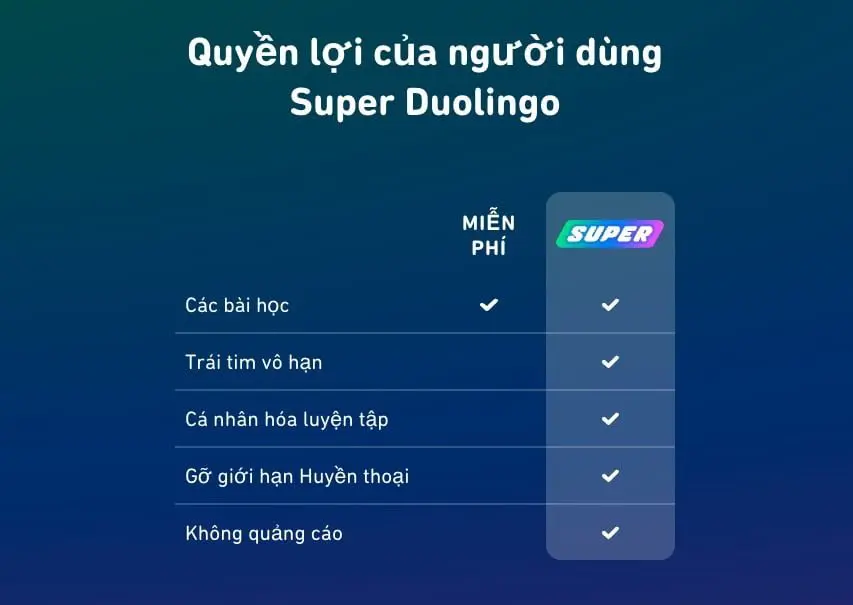 Quyền lợi của người dùng
Super Duolingo
MIỄN
PHÍ
SUPER
Các bài học
Trái tim vô hạn
Cá nhân hóa luyện tập
Gỡ giới hạn Huyền thoại
Không quảng cáo